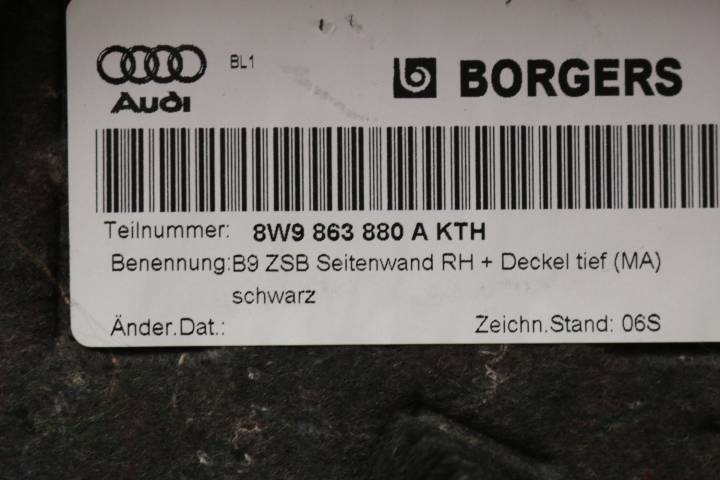 Audi
BL1
BORGERS
Teilnummer: 8W9 863 880 A KTH
Benennung:B9 ZSB Seitenwand RH + Deckel tief (MA)
schwarz
Änder.Dat.:
Zeichn.Stand: 06S